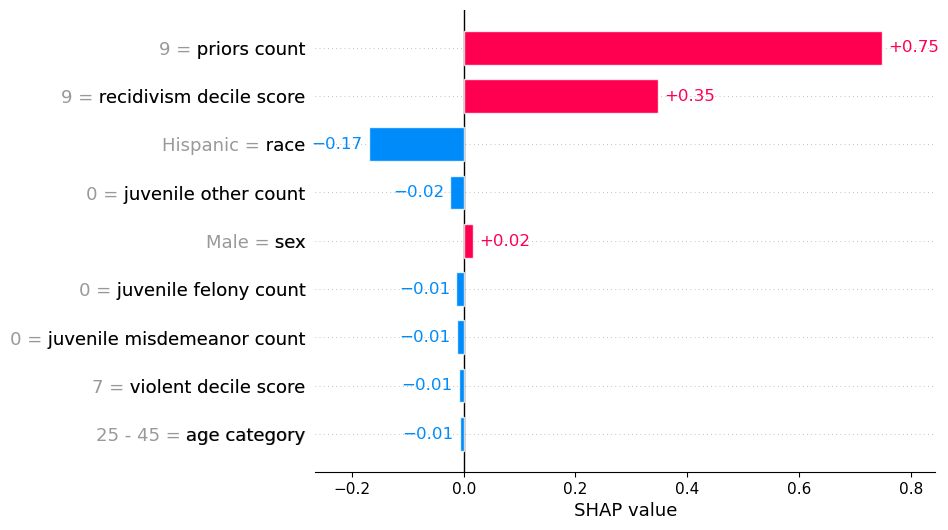 9 = priors count
+0.75
9 = recidivism decile score
+0.35
Hispanic = race
−0.17
0 = juvenile other count
−0.02
Male = sex
+0.02
0 = juvenile felony count
−0.01
0 = juvenile misdemeanor count
−0.01
7 = violent decile score
−0.01
25 - 45 = age category
−0.01
−0.2 0.0 0.2 0.4 0.6 0.8
SHAP value